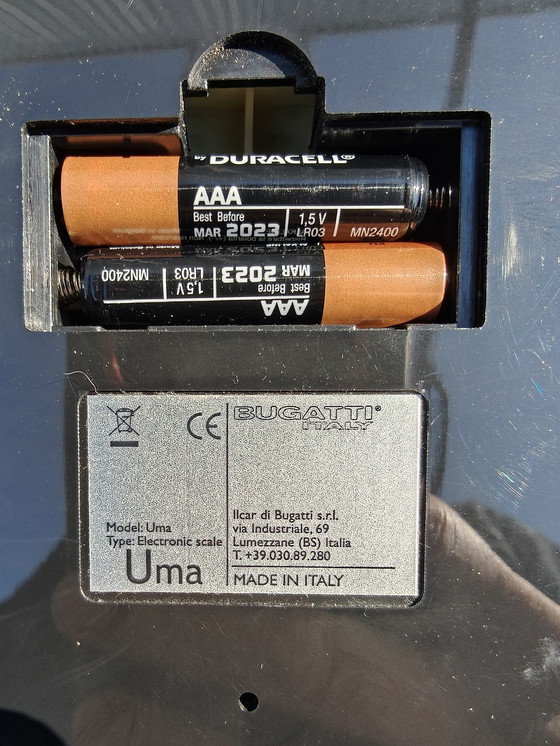 by DURACELL®
AAA
Best Before
MAR 2023
1,5 V
LR03
MN2400
AAA
Best Before
MAR 2023
1,5 V
LR03
MN2400
CE
BUGATTI®
ITALY
Model: Uma
Type: Electronic scale
Uma
Ilcar di Bugatti s.r.l.
via Industriale, 69
Lumezzane (BS) Italia
T. +39.030.89.280
MADE IN ITALY